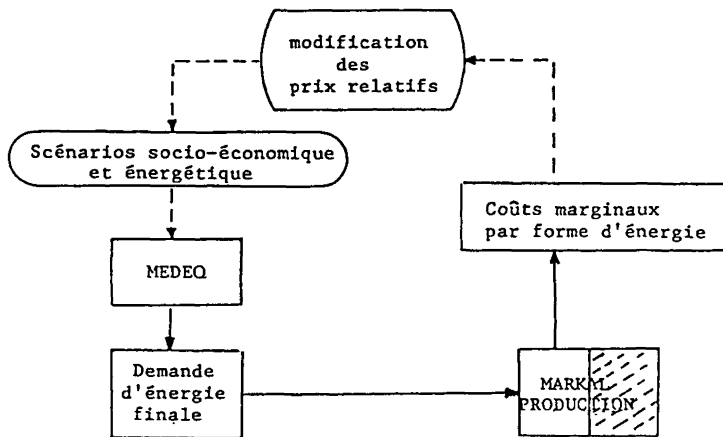 modification
des
prix relatifs
Scénarios socio-économique
et énergétique
Coûts marginaux
par forme d'énergie
MEDEQ
Demande
d'énergie
finale
MARKAL
PRODUCTION